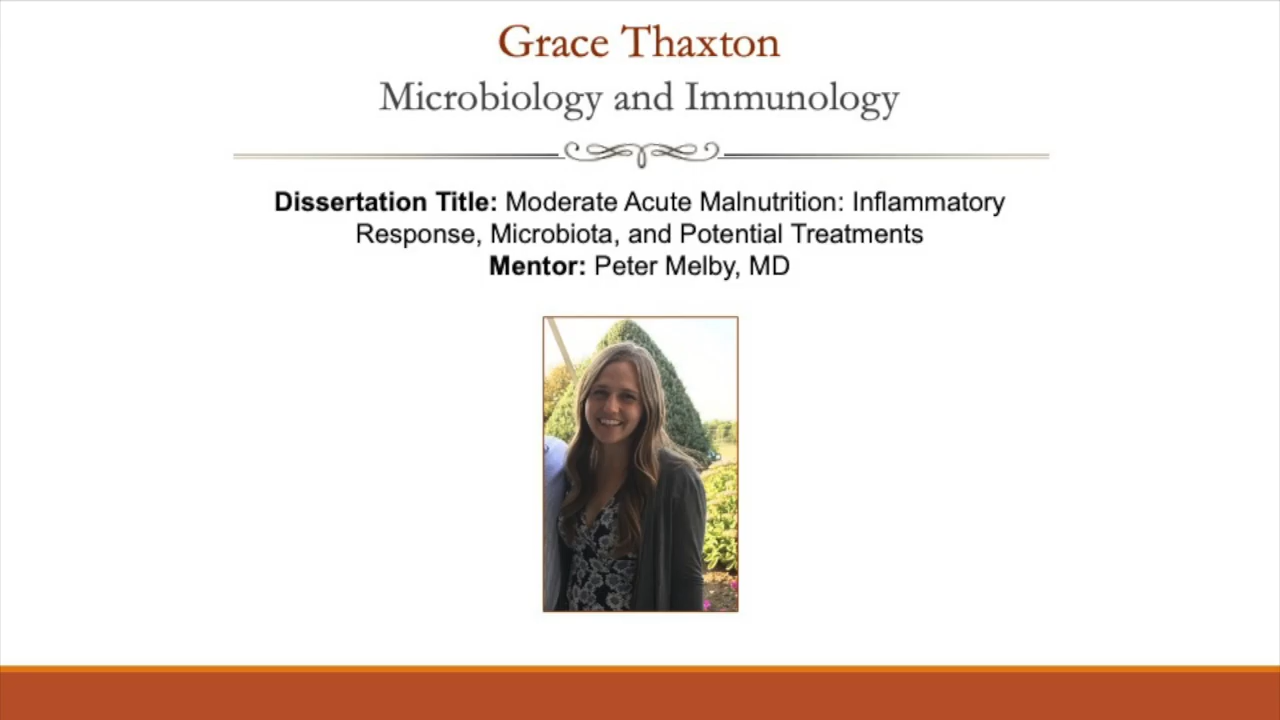 Grace Thaxton
Microbiology and Immunology
Dissertation Title: Moderate Acute Malnutrition: Inflammatory
Response, Microbiota, and Potential Treatments
Mentor: Peter Melby, MD